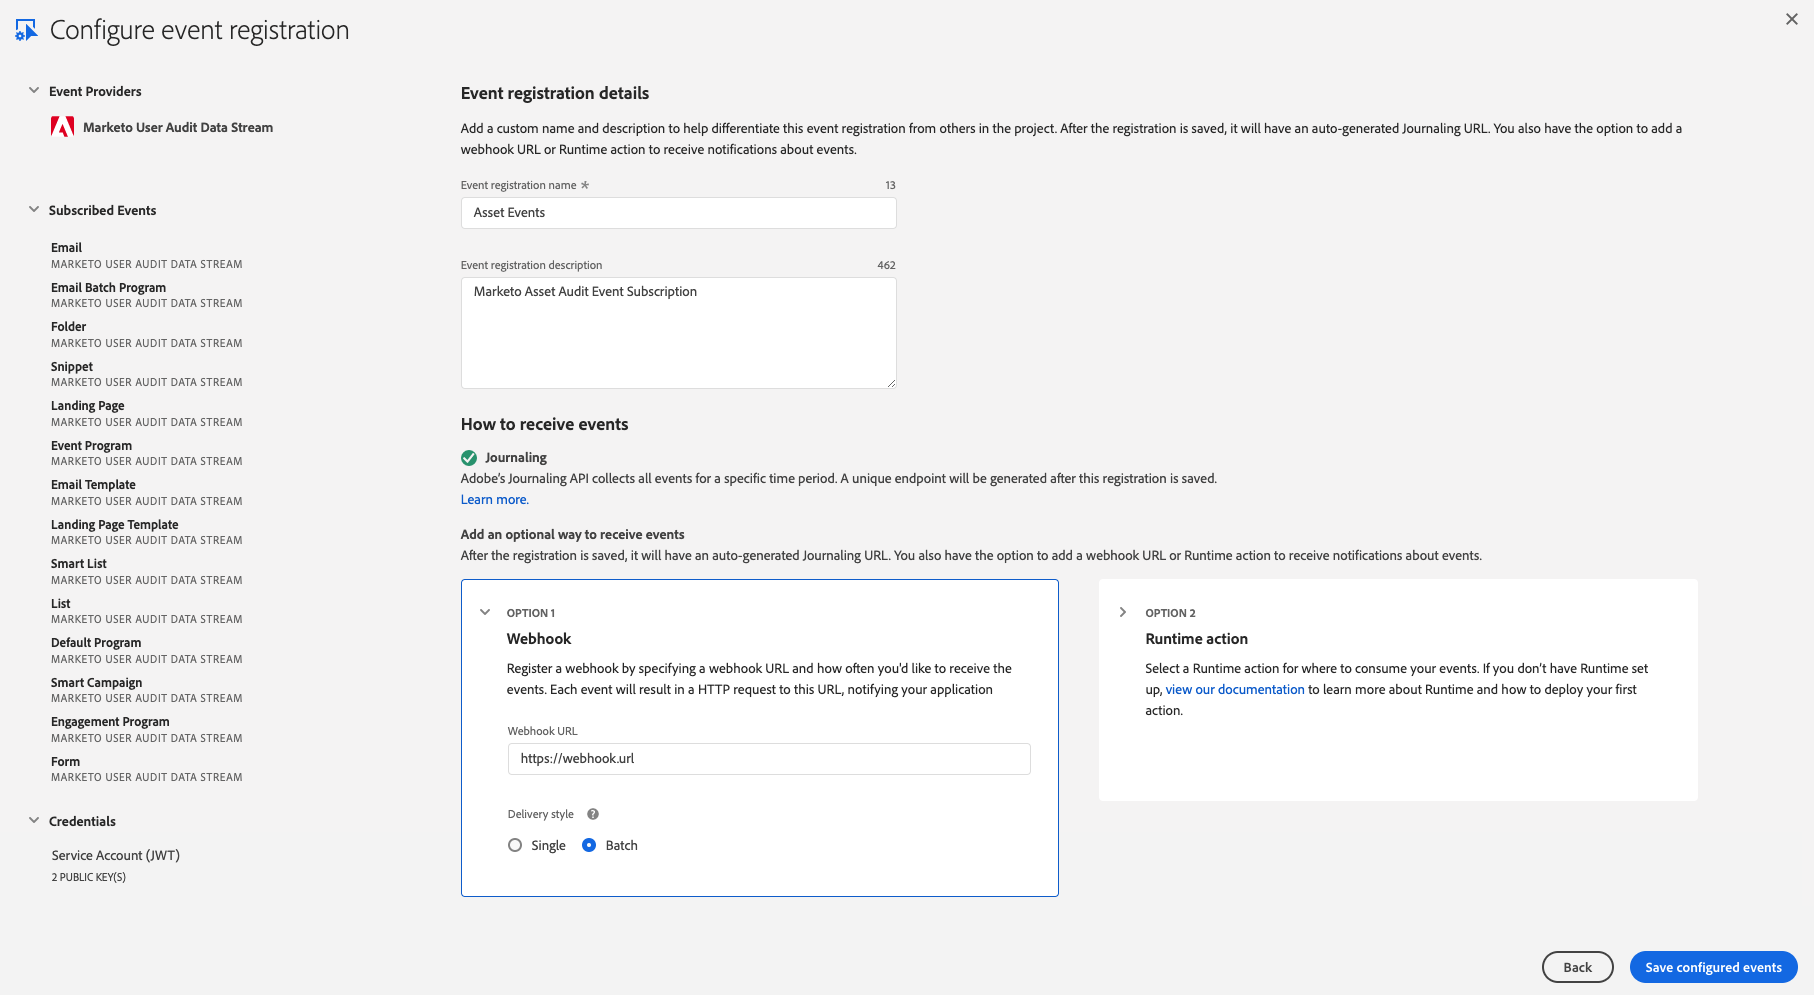 Configure event registration
Event Providers
Marketo User Audit Data Stream
Subscribed Events
Email
MARKETO USER AUDIT DATA STREAM
Email Batch Program
MARKETO USER AUDIT DATA STREAM
Folder
MARKETO USER AUDIT DATA STREAM
Snippet
MARKETO USER AUDIT DATA STREAM
Landing Page
MARKETO USER AUDIT DATA STREAM
Event Program
MARKETO USER AUDIT DATA STREAM
Email Template
MARKETO USER AUDIT DATA STREAM
Landing Page Template
MARKETO USER AUDIT DATA STREAM
Smart List
MARKETO USER AUDIT DATA STREAM
List
MARKETO USER AUDIT DATA STREAM
Default Program
MARKETO USER AUDIT DATA STREAM
Smart Campaign
MARKETO USER AUDIT DATA STREAM
Engagement Program
MARKETO USER AUDIT DATA STREAM
Form
MARKETO USER AUDIT DATA STREAM
Credentials
Service Account (JWT)
2 PUBLIC KEY(S)
Event registration details
Add a custom name and description to help differentiate this event registration from others in the project. After the registration is saved, it will have an auto-generated Journaling URL. You also have the option to add a
webhook URL or Runtime action to receive notifications about events.
Event registration name * 13
Asset Events
Event registration description 462
Marketo Asset Audit Event Subscription
How to receive events
Journaling
Adobe's Journaling API collects all events for a specific time period. A unique endpoint will be generated after this registration is saved.
Learn more.
Add an optional way to receive events
After the registration is saved, it will have an auto-generated Journaling URL. You also have the option to add a webhook URL or Runtime action to receive notifications about events.
OPTION 1
Webhook
Register a webhook by specifying a webhook URL and how often you'd like to receive the
events. Each event will result in a HTTP request to this URL, notifying your application
Webhook URL
https://webhook.url
Delivery style ?
Single Batch
OPTION 2
Runtime action
Select a Runtime action for where to consume your events. If you don't have Runtime set
up, view our documentation to learn more about Runtime and how to deploy your first
action.
Back Save configured events